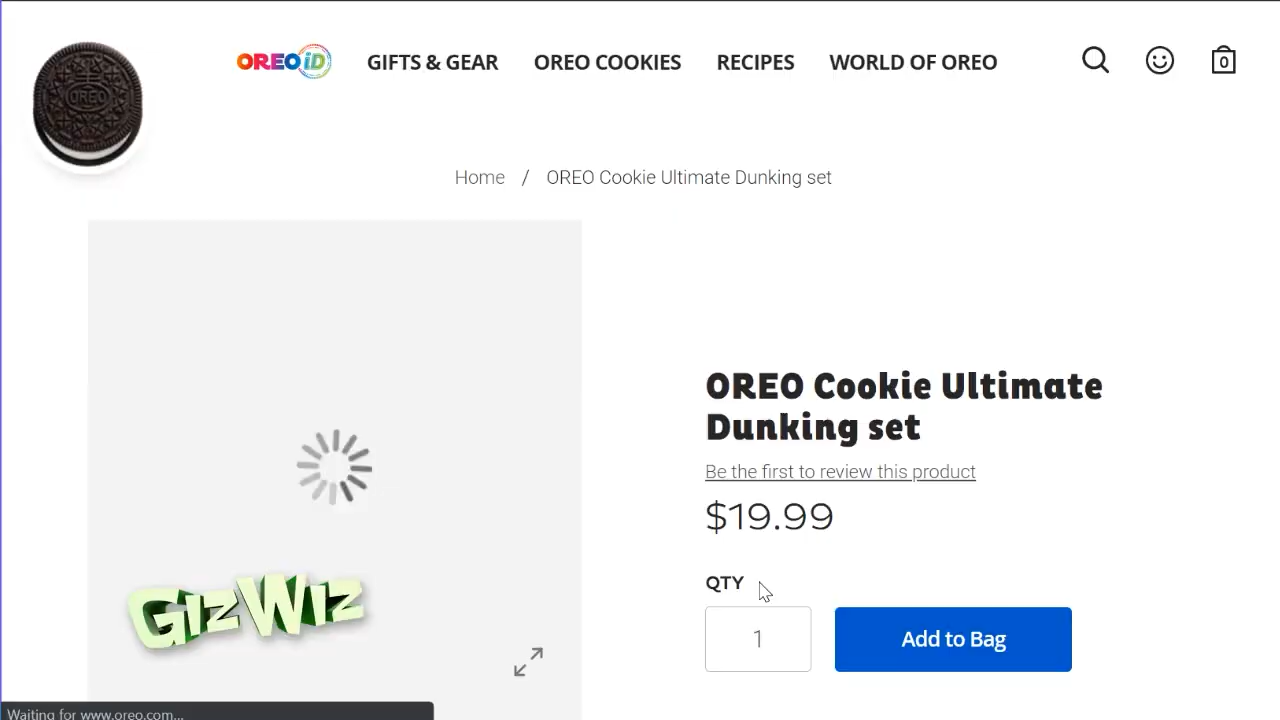 OREO iD GIFTS & GEAR OREO COOKIES RECIPES WORLD OF OREO 0
OREO
Home / OREO Cookie Ultimate Dunking set
OREO Cookie Ultimate
Dunking set
Be the first to review this product
$19.99
QTY
1 Add to Bag
GizWiz
Waiting for www.oreo.com...